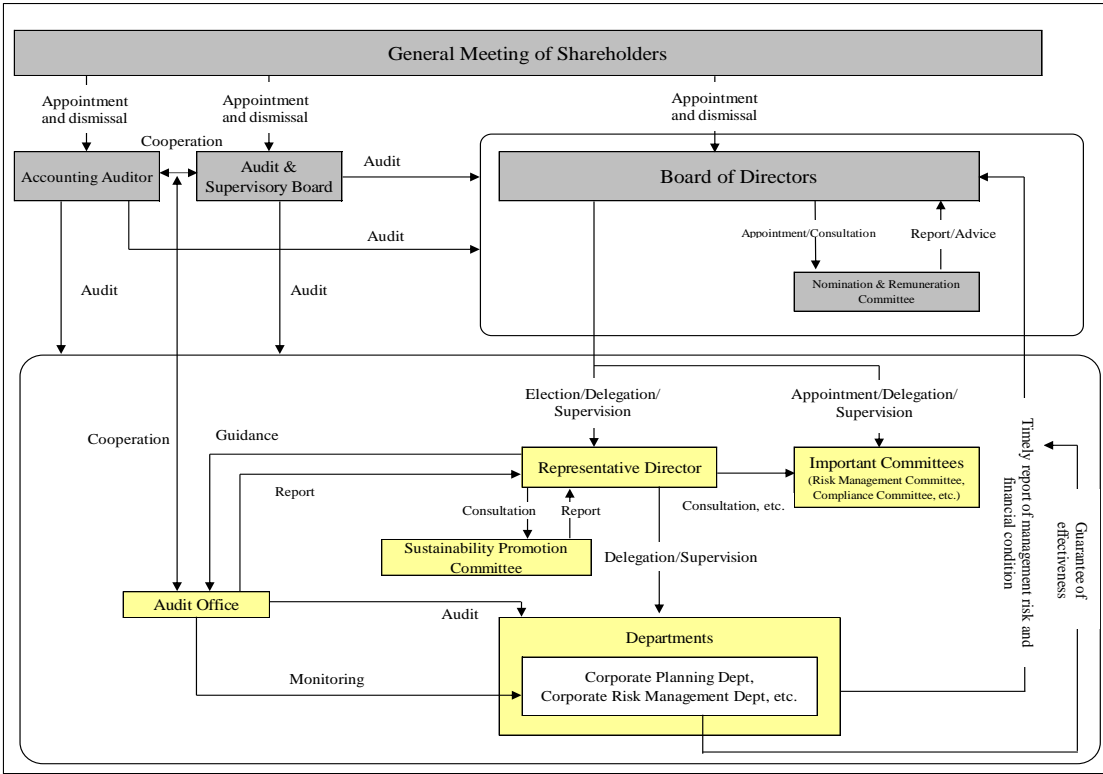 General Meeting of Shareholders
Appointment
and dismissal
Appointment
and dismissal
Appointment
and dismissal
Cooperation
Accounting Auditor
Audit &
Supervisory Board
Audit
Board of Directors
Audit
Appointment/Consultation
Report/Advice
Nomination & Remuneration
Committee
Audit
Audit
Election/Delegation/
Supervision
Appointment/Delegation/
Supervision
Cooperation
Guidance
Representative Director
Important Committees
(Risk Management Committee,
Compliance Committee, etc.)
Report
Consultation
Report
Consultation, etc.
Sustainability Promotion
Committee
Delegation/Supervision
Timely report of management risk and
financial condition
Guarantee of
effectiveness
Audit Office
Audit
Departments
Monitoring
Corporate Planning Dept,
Corporate Risk Management Dept, etc.